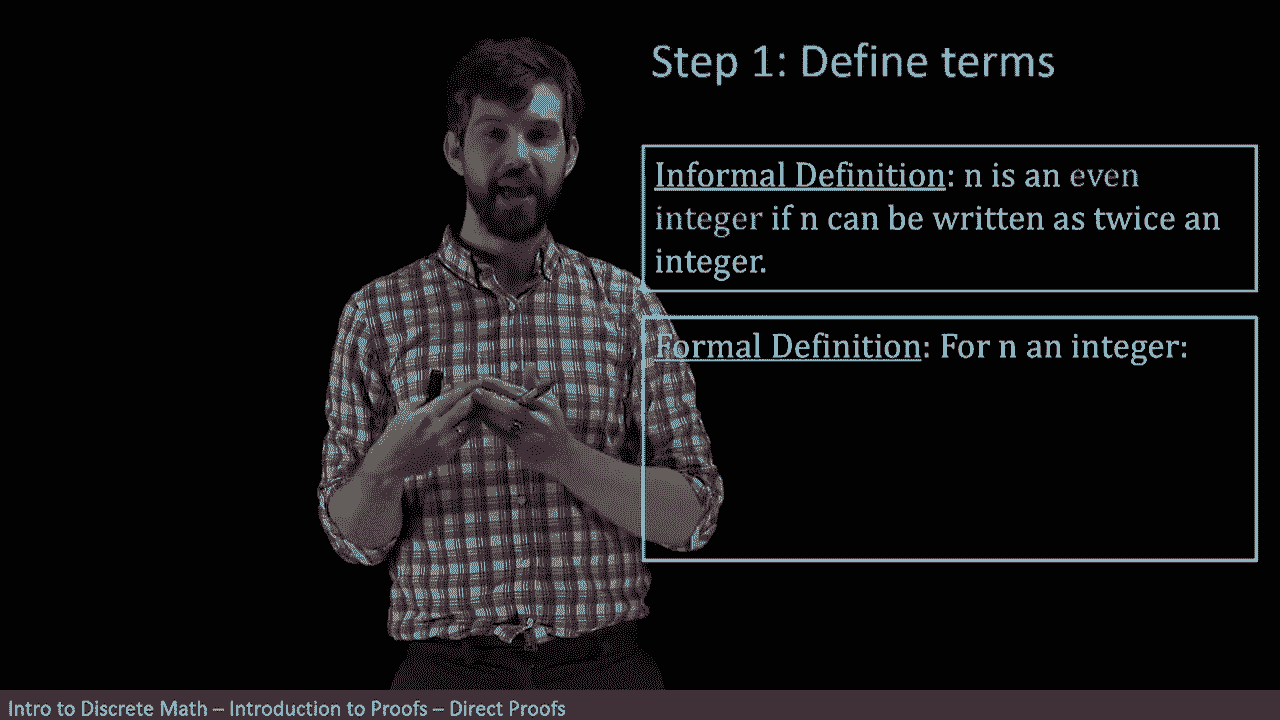 Step 1: Define terms
Informal Definition: n is an even
integer if n can be written as twice an
integer.
Formal Definition: For n an integer:
Intro to Discrete Math – Introduction to Proofs – Direct Proofs